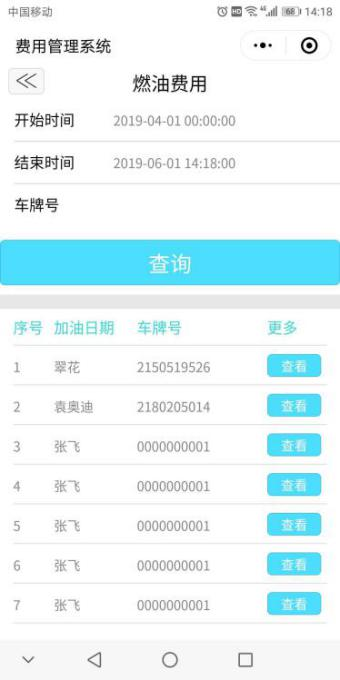 中国移动 HD 4G 68 14:18
费用管理系统
燃油费用
开始时间 2019-04-01 00:00:00
结束时间 2019-06-01 14:18:00
车牌号
查询
序号 加油日期 车牌号 更多
1 翠花 2150519526 查看
2 袁奥迪 2180205014 查看
3 张飞 0000000001 查看
4 张飞 0000000001 查看
5 张飞 0000000001 查看
6 张飞 0000000001 查看
7 张飞 0000000001 查看